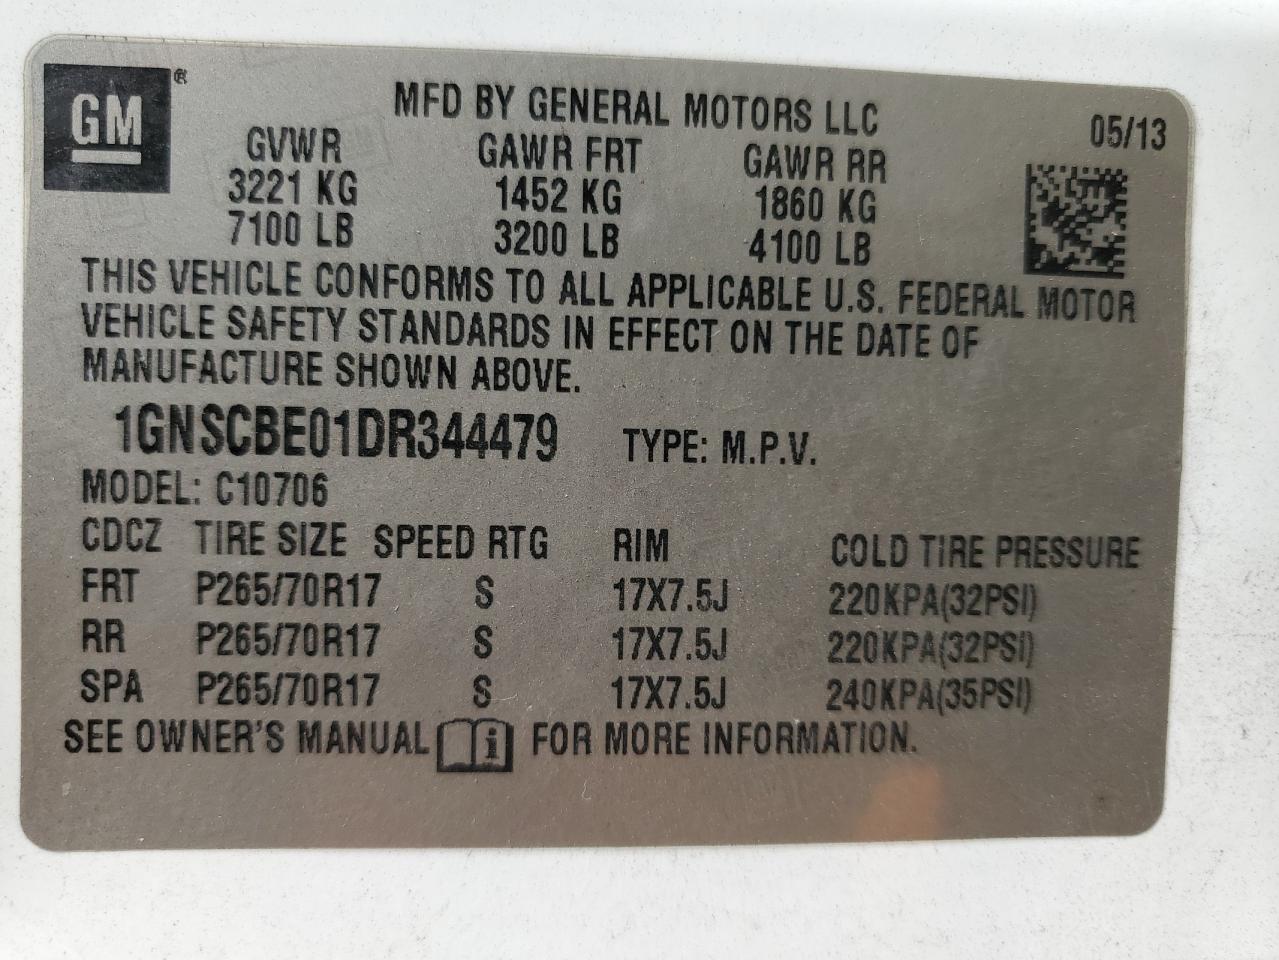 GM®
MFD BY GENERAL MOTORS LLC 05/13
GVWR GAWR FRT GAWR RR
3221 KG 1452 KG 1860 KG
7100 LB 3200 LB 4100 LB
THIS VEHICLE CONFORMS TO ALL APPLICABLE U.S. FEDERAL MOTOR
VEHICLE SAFETY STANDARDS IN EFFECT ON THE DATE OF
MANUFACTURE SHOWN ABOVE.
1GNSCBE01DR344479 TYPE: M.P.V.
MODEL: C10706
CDCZ TIRE SIZE SPEED RTG RIM COLD TIRE PRESSURE
FRT P265/70R17 S 17X7.5J 220KPA(32PSI)
RR P265/70R17 S 17X7.5J 220KPA(32PSI)
SPA P265/70R17 S 17X7.5J 240KPA(35PSI)
SEE OWNER'S MANUAL i FOR MORE INFORMATION.